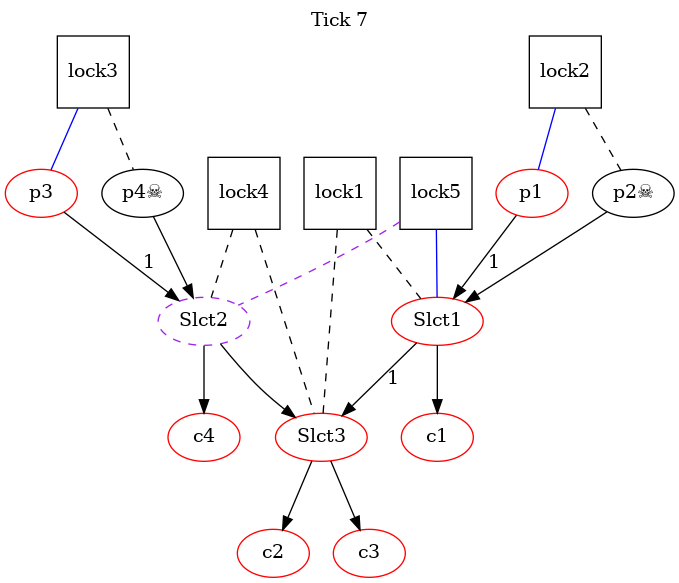 Tick 7
lock3
lock2
p3
p4☠
lock4
lock1
lock5
p1
p2☠
1
1
Slct2
Slct1
1
c4
Slct3
c1
c2
c3